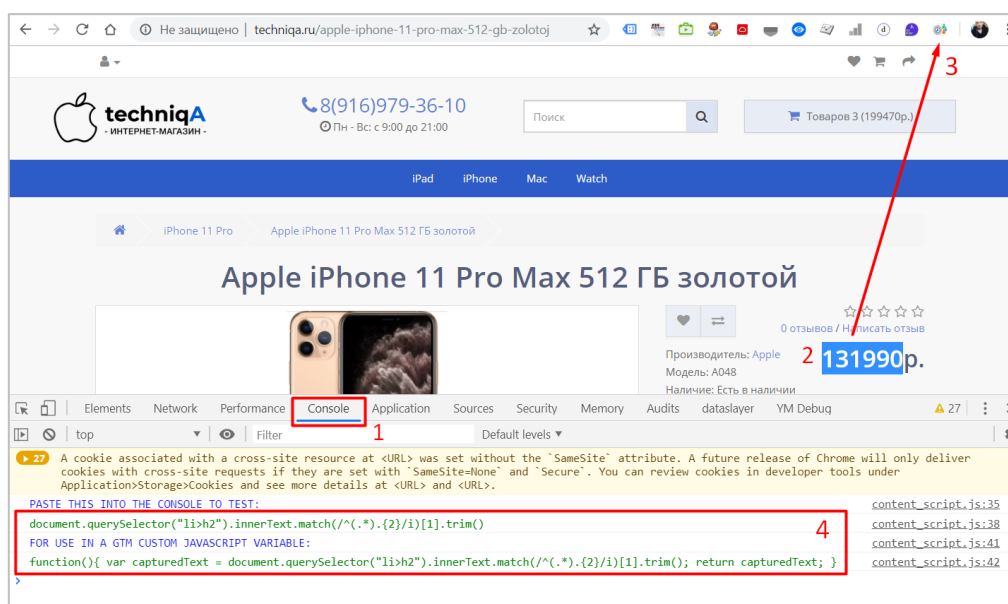 Не защищено | techniqa.ru/apple-iphone-11-pro-max-512-gb-zolotoj
3
techniqA
- ИНТЕРНЕТ-МАГАЗИН -
8(916)979-36-10
Пн - Вс: с 9:00 до 21:00
Поиск
Товаров 3 (199470р.)
iPad iPhone Mac Watch
iPhone 11 Pro Apple iPhone 11 Pro Max 512 ГБ золотой
Apple iPhone 11 Pro Max 512 ГБ золотой
0 отзывов / Написать отзыв
Производитель: Apple
2 131990р.
Модель: A048
Наличие: Есть в наличии
Elements Network Performance Console Application Sources Security Memory Audits dataslayer YM Debug 27
1
top Filter Default levels
27 A cookie associated with a cross-site resource at <URL> was set without the `SameSite` attribute. A future release of Chrome will only deliver
cookies with cross-site requests if they are set with `SameSite=None` and `Secure`. You can review cookies in developer tools under
Application>Storage>Cookies and see more details at <URL> and <URL>.
PASTE THIS INTO THE CONSOLE TO TEST: content_script.js:35
document.querySelector("li>h2").innerText.match(/^(.*).{2}/i)[1].trim() content_script.js:38
4
FOR USE IN A GTM CUSTOM JAVASCRIPT VARIABLE: content_script.js:41
function(){ var capturedText = document.querySelector("li>h2").innerText.match(/^(.*).{2}/i)[1].trim(); return capturedText; } content_script.js:42